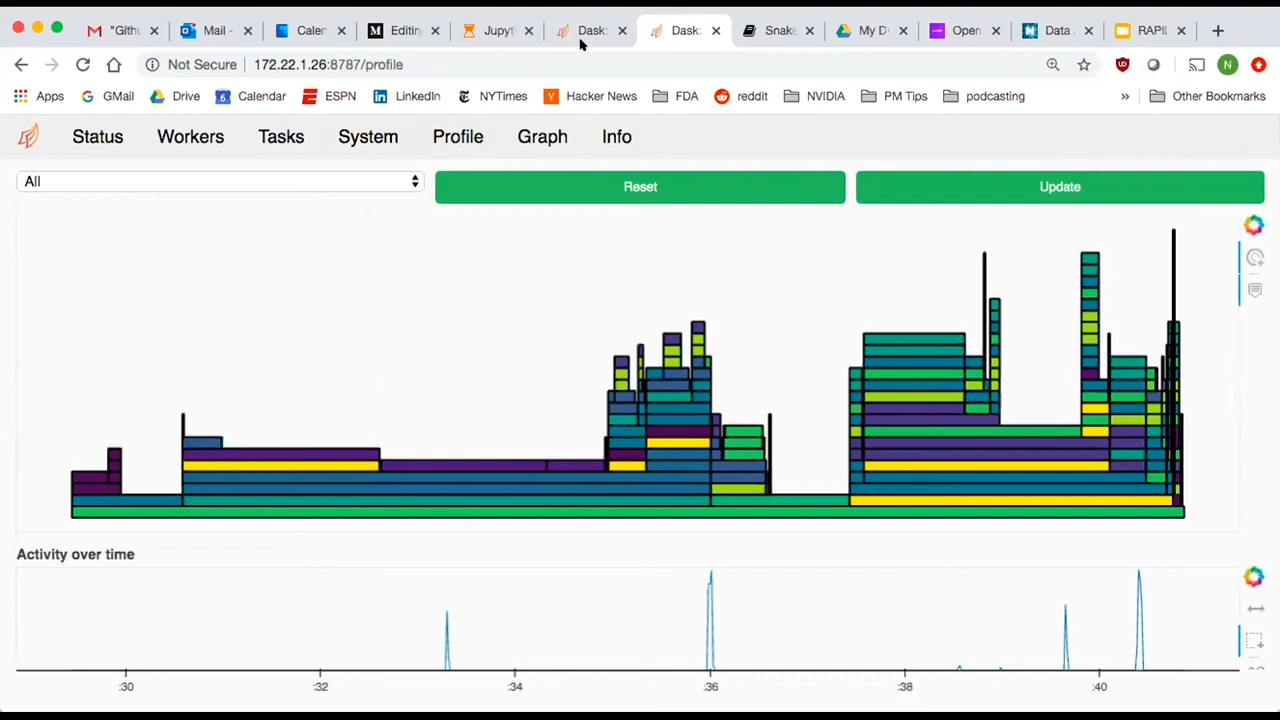 "Githu
Mail -
Caler
Editin
Jupyt
Dask:
Dask:
Snake
My D
Open
Data
RAPID
Not Secure 172.22.1.26:8787/profile
Apps GMail Drive Calendar ESPN LinkedIn NYTimes Hacker News FDA reddit NVIDIA PM Tips podcasting » Other Bookmarks
Status Workers Tasks System Profile Graph Info
All Reset Update
Activity over time
:30 :32 :34 :36 :38 :40